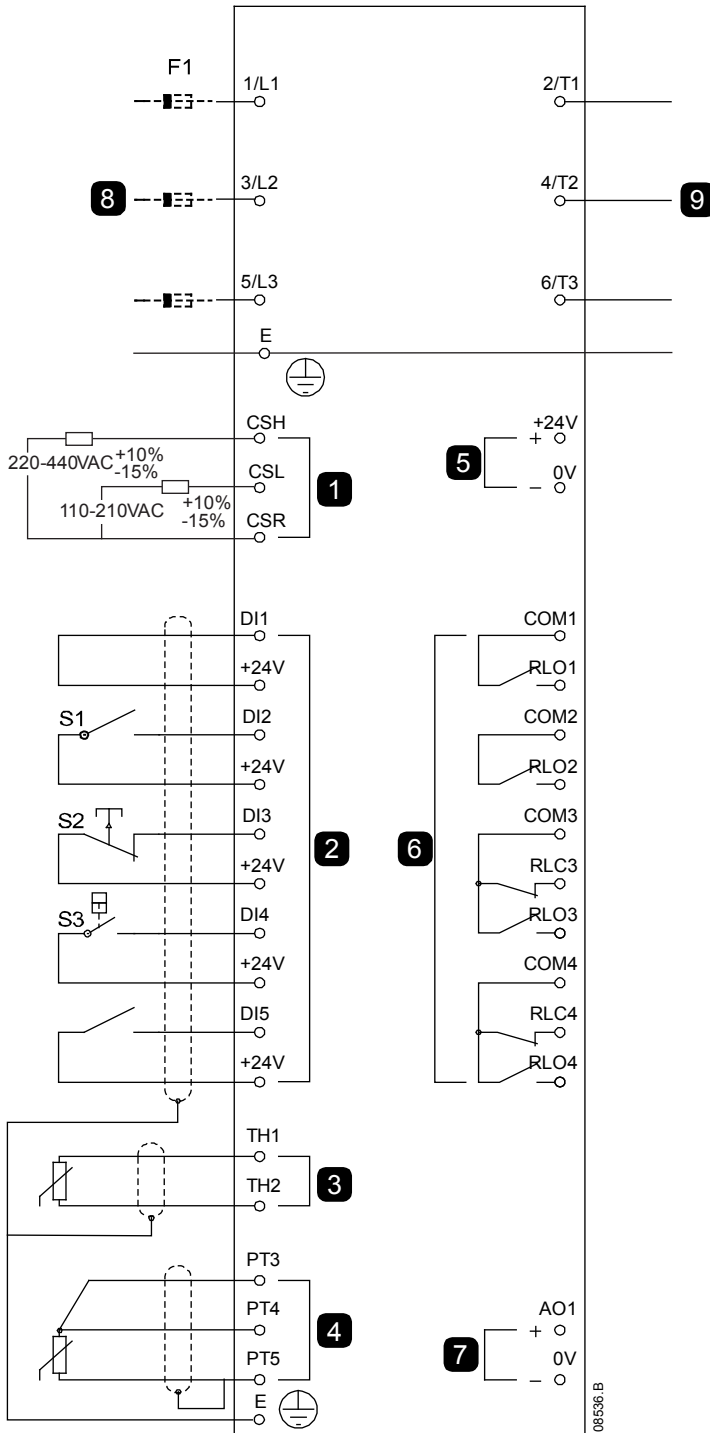 F1
1/L1
2/T1
8
3/L2
4/T2
9
5/L3
6/T3
E
CSH
+24V
220-440VAC +10% -15%
+
5
CSL
0V
1
110-210VAC +10% -15%
–
CSR
DI1
COM1
+24V
RLO1
S1
DI2
COM2
+24V
RLO2
S2
DI3
COM3
2
6
+24V
RLC3
S3
DI4
RLO3
+24V
COM4
DI5
RLC4
+24V
RLO4
TH1
3
TH2
PT3
PT4
AO1
4
7
+
PT5
0V
–
E
08536.B